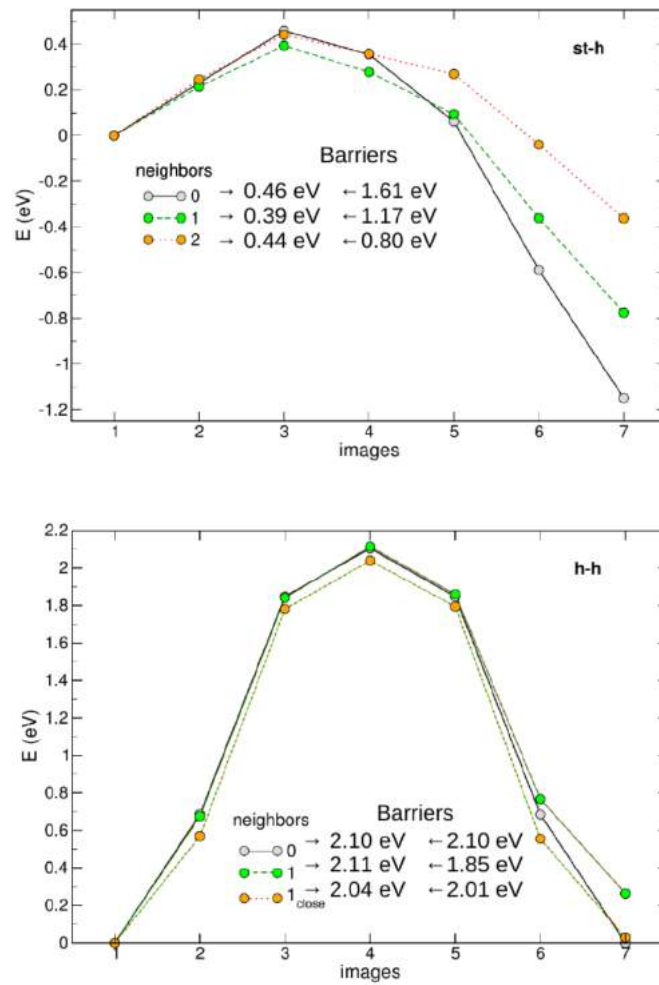 0.4
st-h
0.2
0
Barriers
neighbors
-0.2
0 → 0.46 eV ← 1.61 eV
1 → 0.39 eV ← 1.17 eV
-0.4
2 → 0.44 eV ← 0.80 eV
E (eV)
-0.6
-0.8
-1
-1.2
1 2 3 4 5 6 7
images
2.2
2
h-h
1.8
1.6
1.4
1.2
E (eV)
1
0.8
Barriers
neighbors
0.6
0 → 2.10 eV ← 2.10 eV
0.4
1 → 2.11 eV ← 1.85 eV
1close → 2.04 eV ← 2.01 eV
0.2
0
1 2 3 4 5 6 7
images